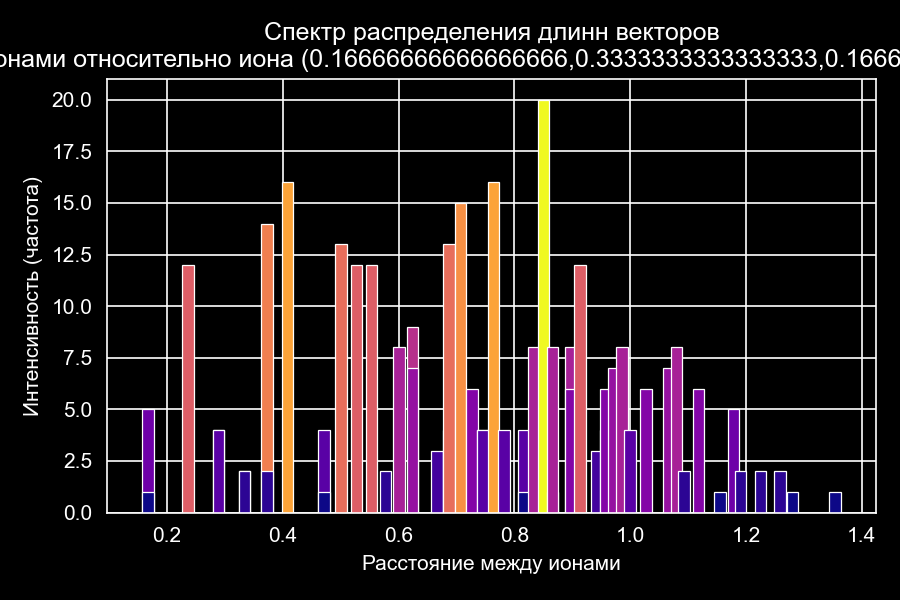 Спектр распределения длинн векторов
онами относительно иона (0.16666666666666666,0.3333333333333333,0.1666
20.0
17.5
15.0
12.5
10.0
7.5
5.0
2.5
0.0
Интенсивность (частота)
0.2 0.4 0.6 0.8 1.0 1.2 1.4
Расстояние между ионами